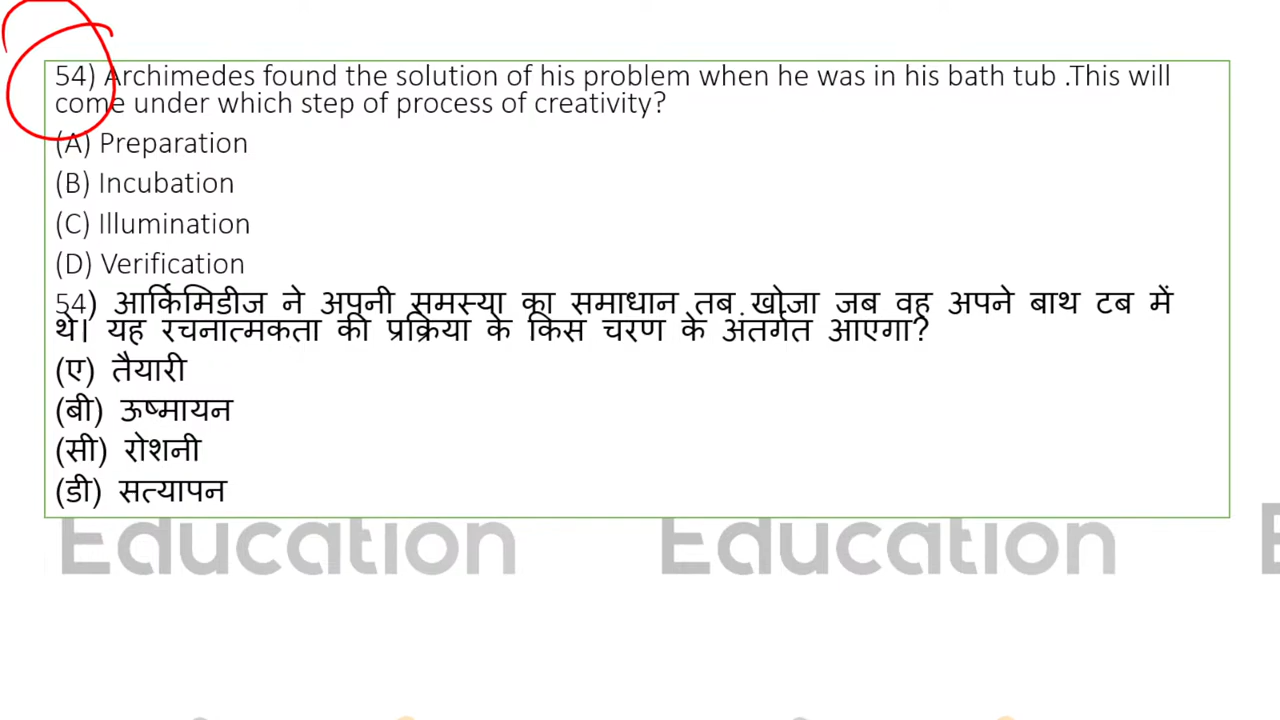 54) Archimedes found the solution of his problem when he was in his bath tub .This will
come under which step of process of creativity?
(A) Preparation
(B) Incubation
(C) Illumination
(D) Verification
54) आर्किमिडीज ने अपनी समस्या का समाधान तब खोजा जब वह अपने बाथ टब में
थे। यह रचनात्मकता की प्रक्रिया के किस चरण के अंतर्गत आएगा?
(ए) तैयारी
(बी) ऊष्मायन
(सी) रोशनी
(डी) सत्यापन
Education Education